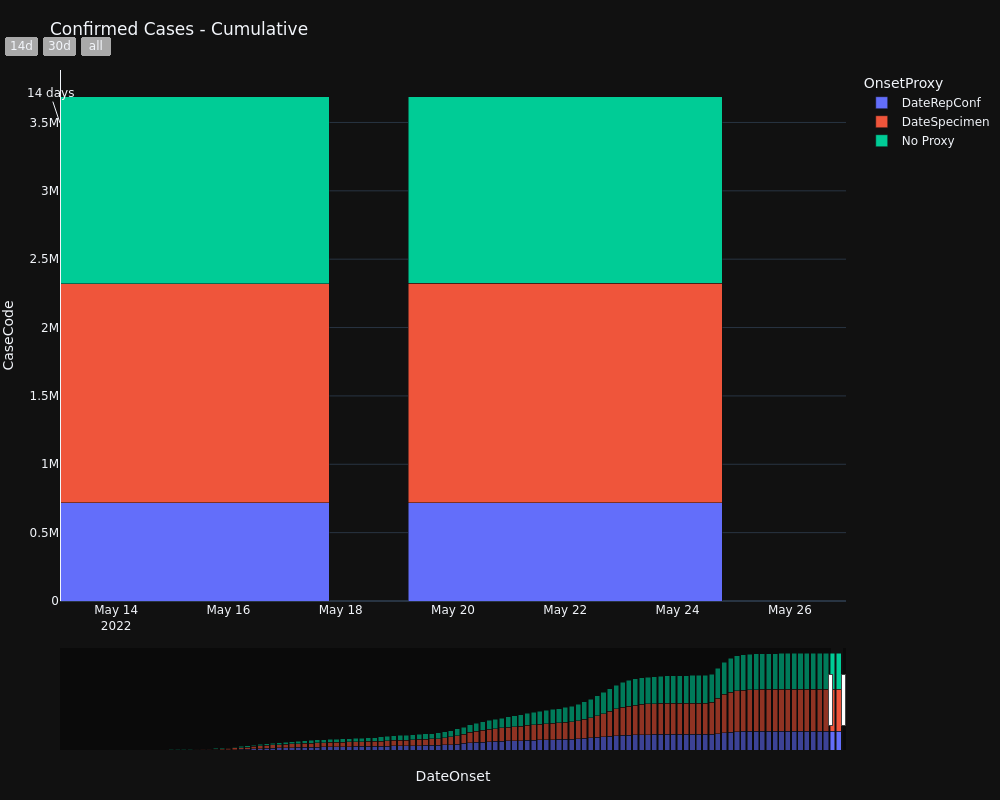 Confirmed Cases - Cumulative
14d
30d
all
14 days
OnsetProxy
DateRepConf
DateSpecimen
No Proxy
3.5M
3M
2.5M
2M
1.5M
1M
0.5M
0
CaseCode
May 14
2022
May 16
May 18
May 20
May 22
May 24
May 26
DateOnset